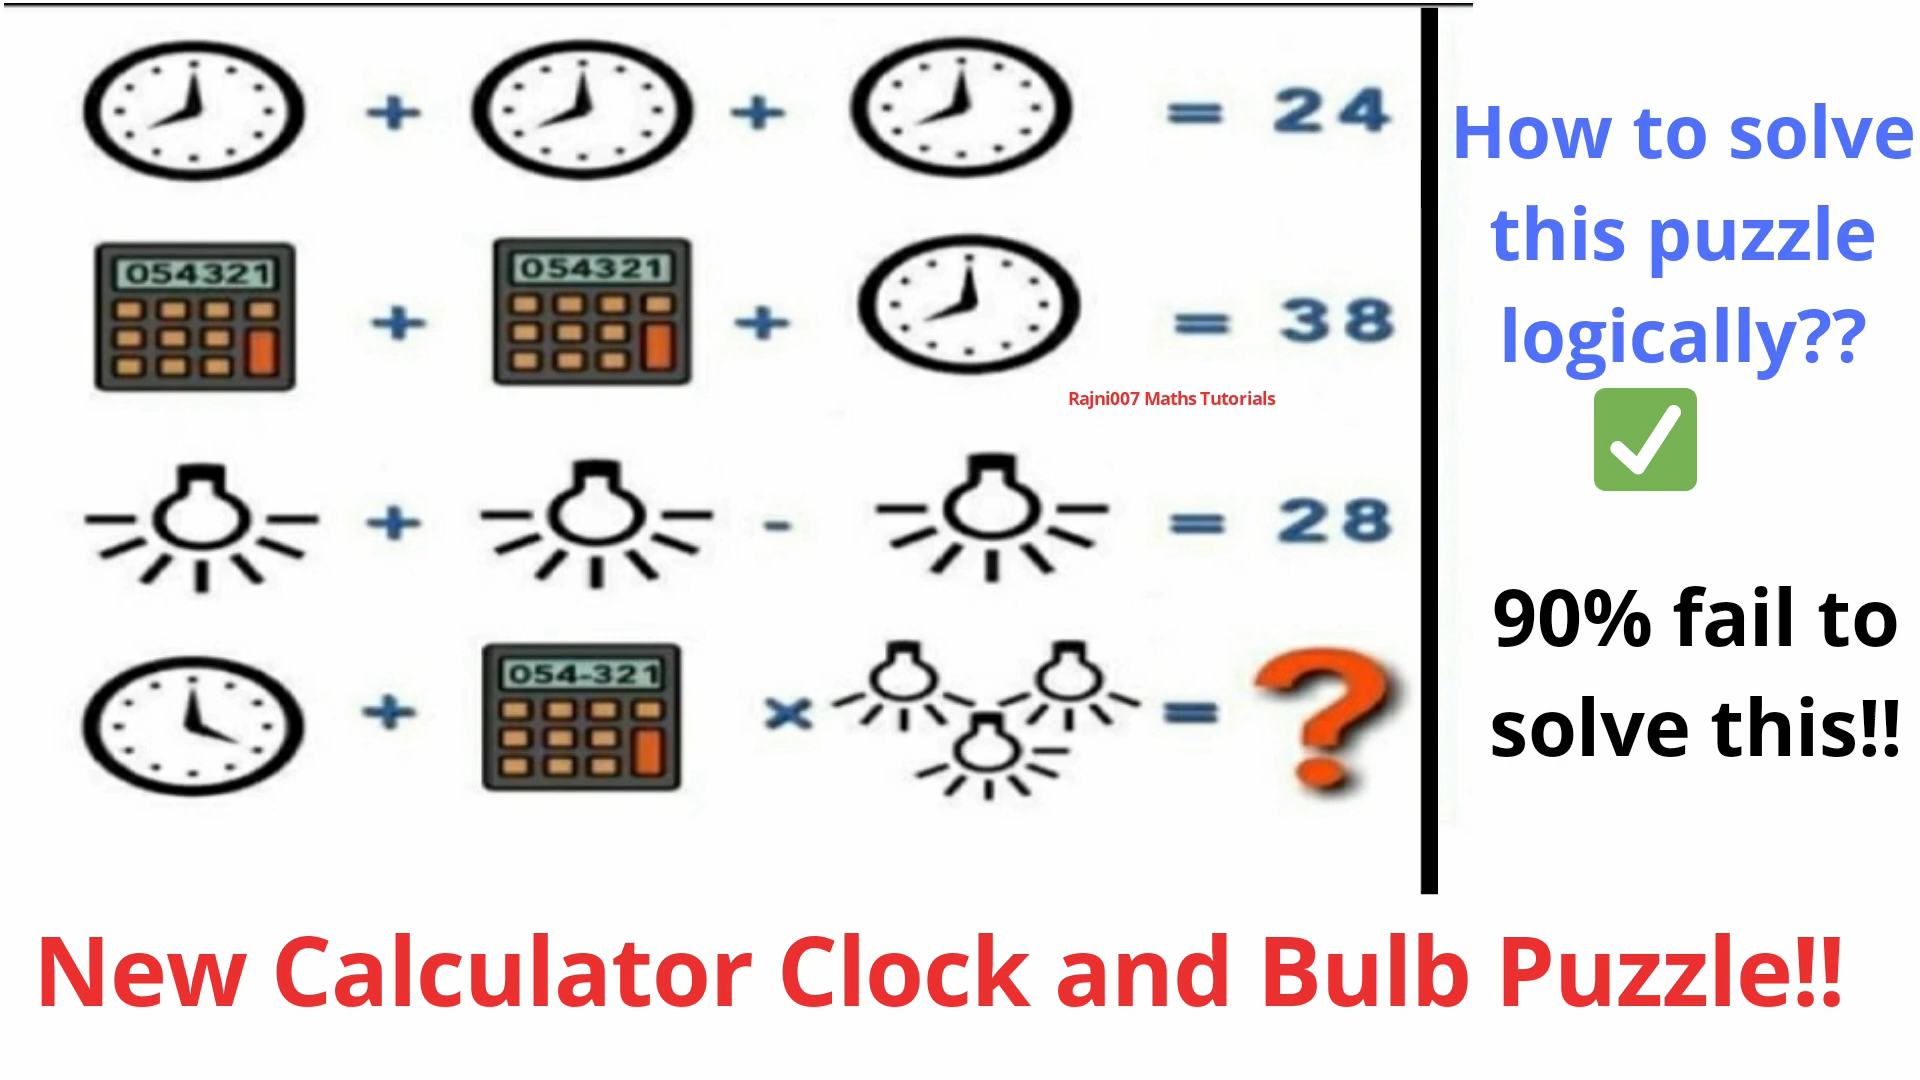 + + = 24
How to solve
this puzzle
logically??
054321 + 054321 + = 38
Rajni007 Maths Tutorials
+ - = 28
90% fail to
solve this!!
+ 054-321 × = ?
New Calculator Clock and Bulb Puzzle!!